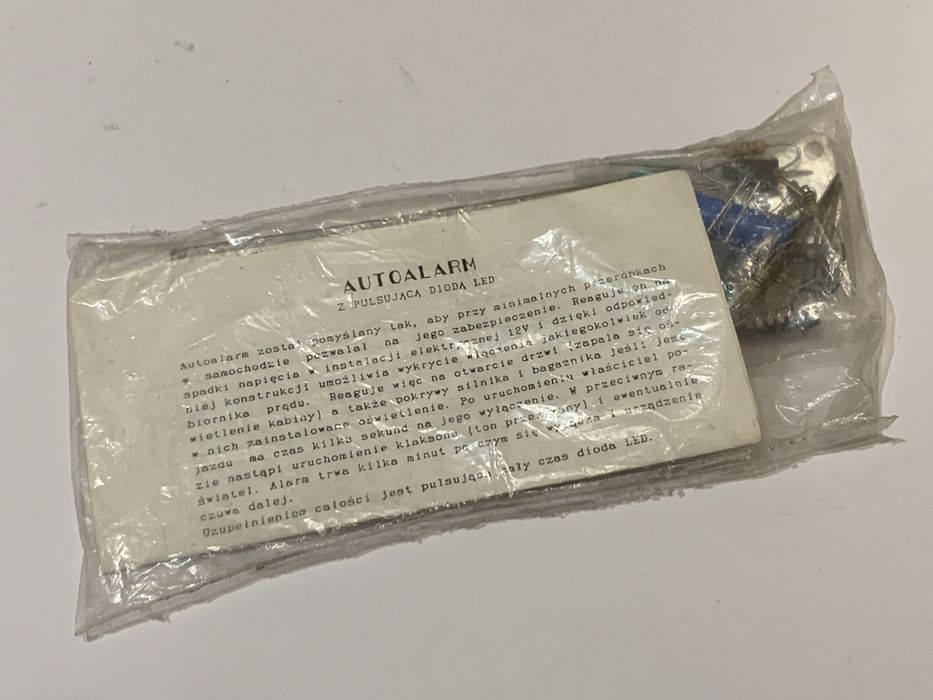 AUTOALARM
Z PULSUJĄCĄ DIODĄ LED
Autoalarm został pomyślany tak, aby przy minimalnych przeróbkach
w samochodzie pozwalał na jego zabezpieczenie. Reaguje on na
spadki napięcia w instalacji elektrycznej 12V i dzięki odpowied-
niej konstrukcji umożliwia wykrycie włączenia jakiegokolwiek od-
biornika prądu. Reaguje więc na otwarcie drzwi (zapala się oś-
wietlenie kabiny) a także pokrywy silnika i bagażnika jeśli jest
w nich zainstalowane oświetlenie. Po uruchomieniu właściciel po-
jazdu ma czas kilku sekund na jego wyłączenie. W przeciwnym ra-
zie nastąpi uruchomienie klaksonu (ton przerywany) i ewentualnie
świateł. Alarm trwa kilka minut po czym się wyłącza i urządzenie
czuwa dalej.
Uzupełnieniem całości jest pulsująca cały czas dioda LED.